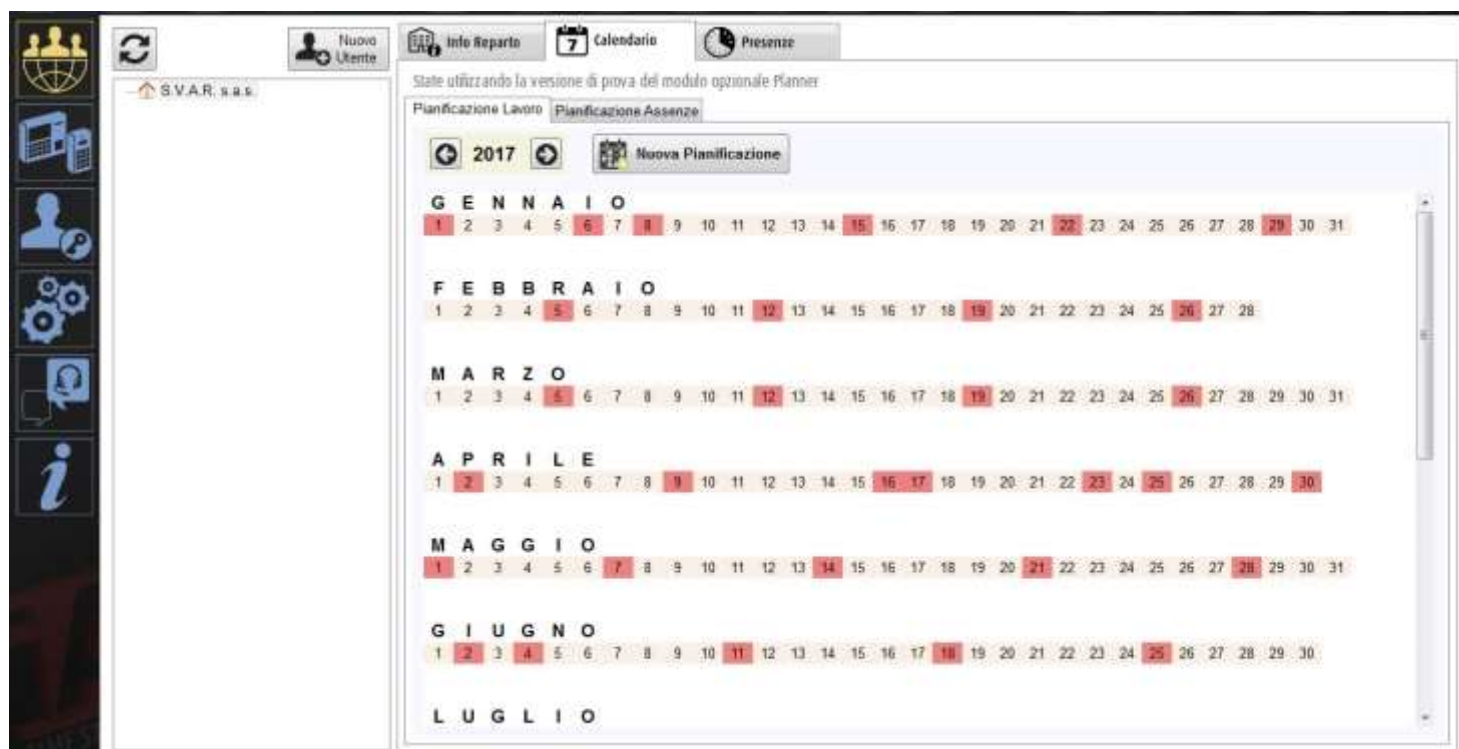 Nuovo
Utente
S.V.A.R. s.a.s.
Info Reparto
7 Calendario
Presenze
State utilizzando la versione di prova del modulo opzionale Planner
Pianificazione Lavoro Pianificazione Assenze
2017 Nuova Pianificazione
GENNAIO
1 2 3 4 5 6 7 8 9 10 11 12 13 14 15 16 17 18 19 20 21 22 23 24 25 26 27 28 29 30 31
FEBBRAIO
1 2 3 4 5 6 7 8 9 10 11 12 13 14 15 16 17 18 19 20 21 22 23 24 25 26 27 28
MARZO
1 2 3 4 5 6 7 8 9 10 11 12 13 14 15 16 17 18 19 20 21 22 23 24 25 26 27 28 29 30 31
APRILE
1 2 3 4 5 6 7 8 9 10 11 12 13 14 15 16 17 18 19 20 21 22 23 24 25 26 27 28 29 30
MAGGIO
1 2 3 4 5 6 7 8 9 10 11 12 13 14 15 16 17 18 19 20 21 22 23 24 25 26 27 28 29 30 31
GIUGNO
1 2 3 4 5 6 7 8 9 10 11 12 13 14 15 16 17 18 19 20 21 22 23 24 25 26 27 28 29 30
LUGLIO